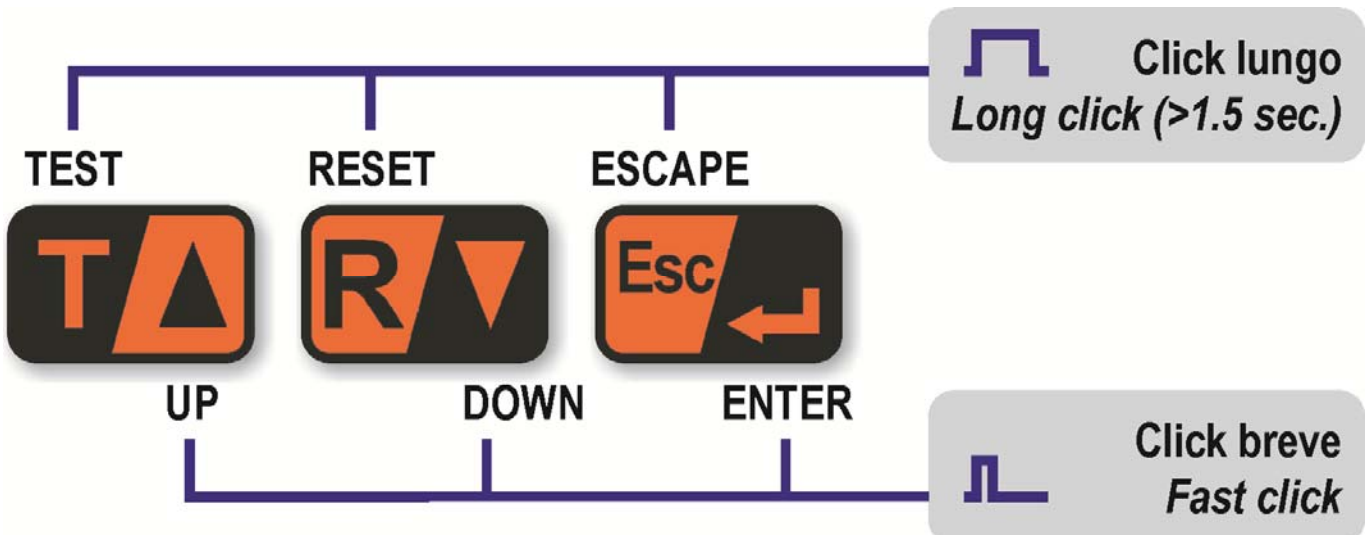 Click lungo
Long click (>1.5 sec.)
TEST RESET ESCAPE
T R Esc
UP DOWN ENTER
Click breve
Fast click